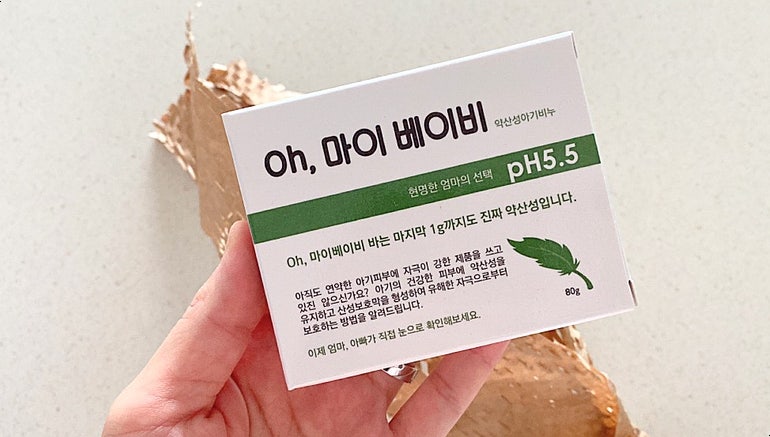 oh, 마이 베이비 약산성아기비누
현명한 엄마의 선택 pH5.5
Oh, 마이베이비 바는 마지막 1g까지도 진짜 약산성입니다.
아직도 연약한 아기피부에 자극이 강한 제품을 쓰고
있진 않으신가요? 아기의 건강한 피부에 약산성을
유지하고 산성보호막을 형성하여 유해한 자극으로부터
보호하는 방법을 알려드립니다.
이제 엄마, 아빠가 직접 눈으로 확인해보세요.
80g